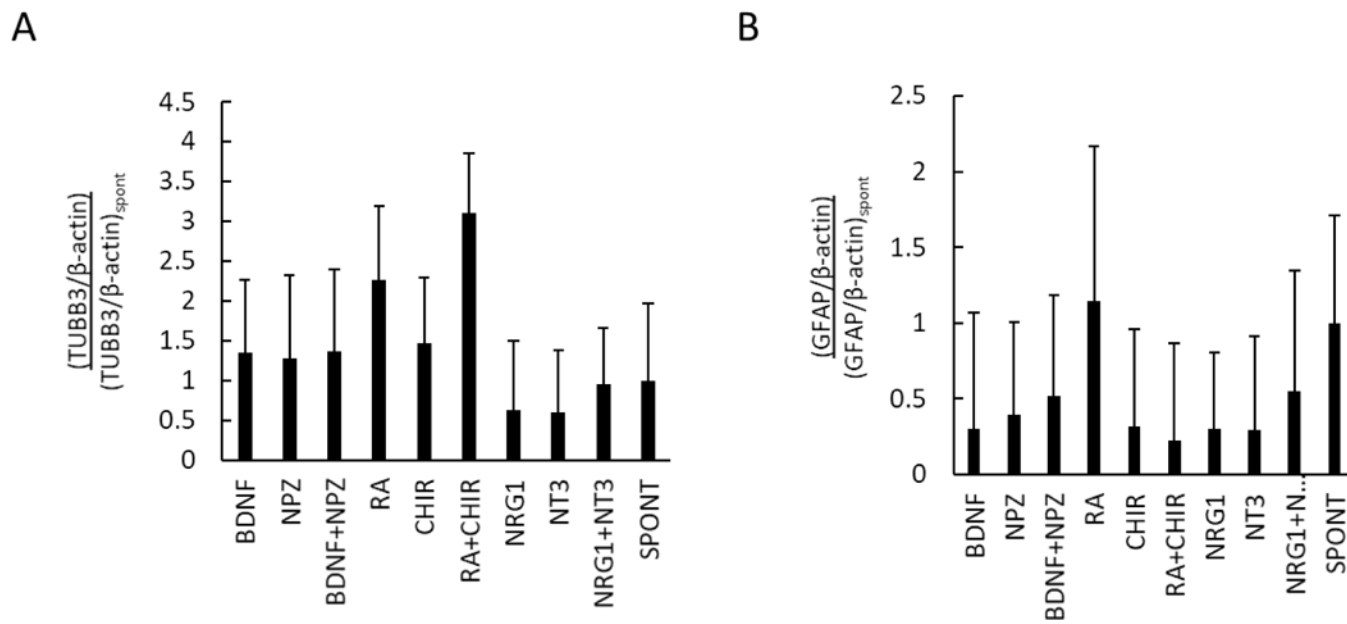 A
(TUBB3/β-actin)
(TUBB3/β-actin)spont
4.5
4
3.5
3
2.5
2
1.5
1
0.5
0
BDNF
NPZ
BDNF+NPZ
RA
CHIR
RA+CHIR
NRG1
NT3
NRG1+NT3
SPONT
B
(GFAP/β-actin)
(GFAP/β-actin)spont
2.5
2
1.5
1
0.5
0
BDNF
NPZ
BDNF+NPZ
RA
CHIR
RA+CHIR
NRG1
NT3
NRG1+N...
SPONT